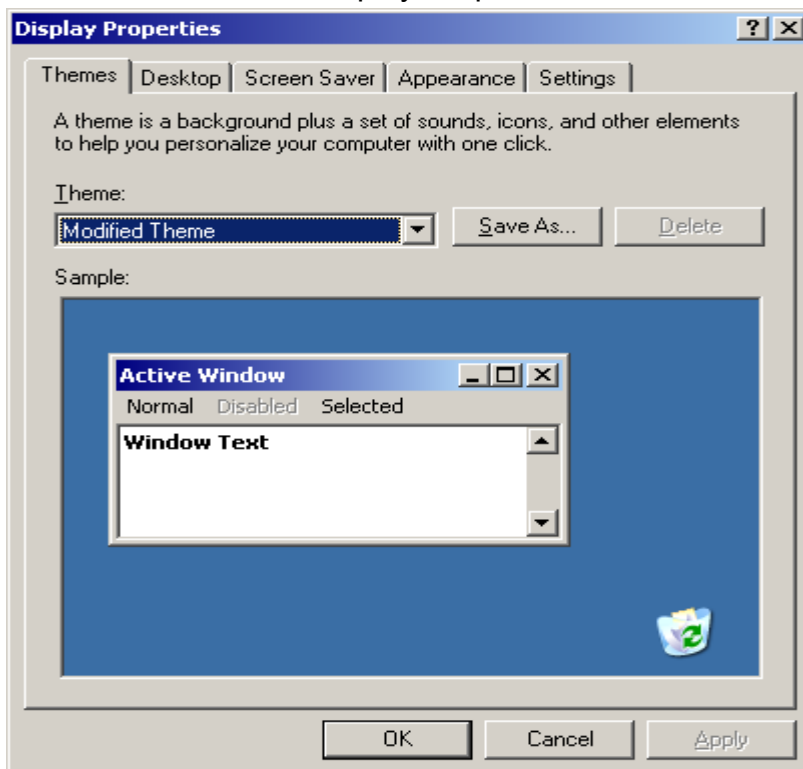 Display Properties
Themes Desktop Screen Saver Appearance Settings
A theme is a background plus a set of sounds, icons, and other elements
to help you personalize your computer with one click.
Theme:
Modified Theme Save As... Delete
Sample:
Active Window
Normal Disabled Selected
Window Text
OK Cancel Apply